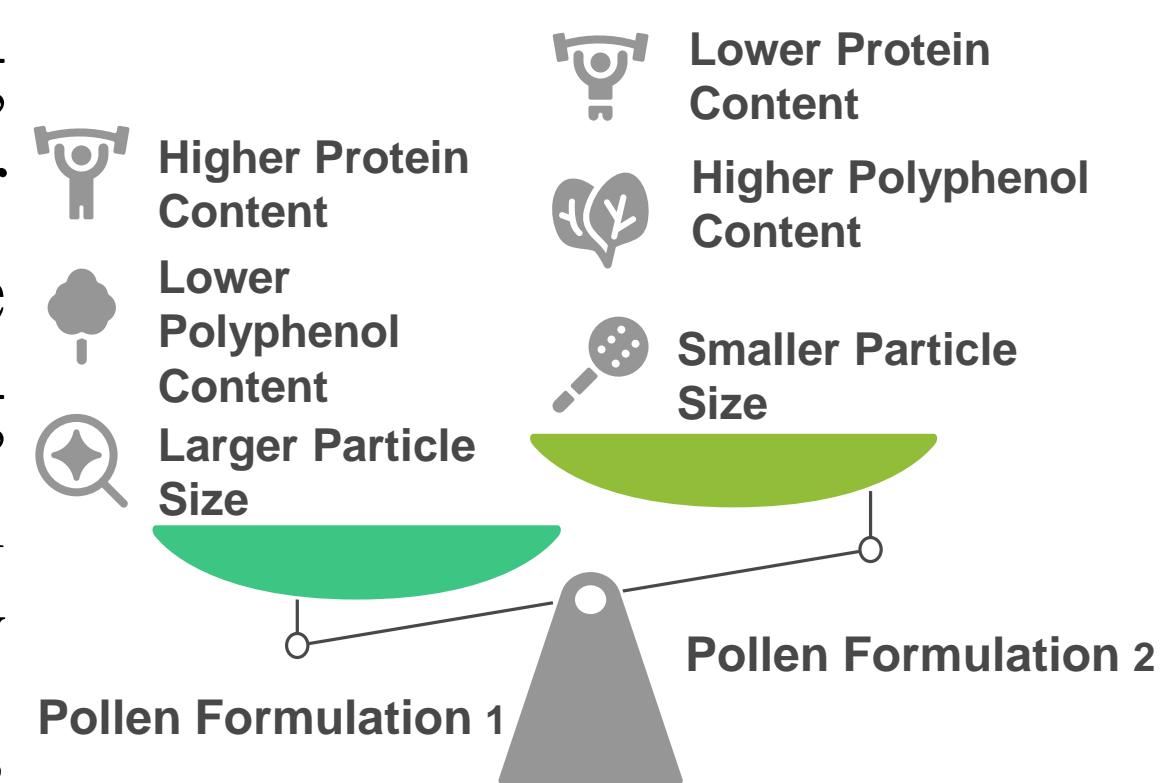 Higher Protein
Content
Lower
Polyphenol
Content
Larger Particle
Size
Pollen Formulation 1
Lower Protein
Content
Higher Polyphenol
Content
Smaller Particle
Size
Pollen Formulation 2